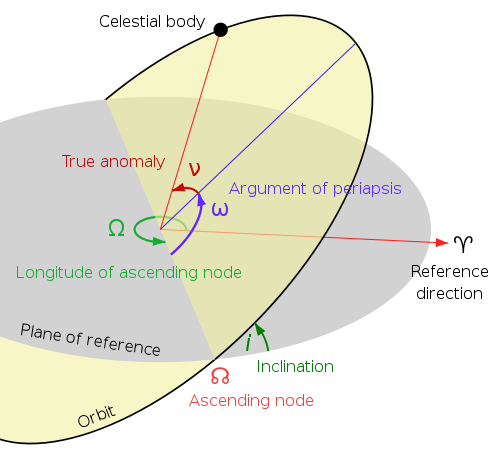 Celestial body
True anomaly
ν
Argument of periapsis
ω
Ω
♈
Reference
direction
Longitude of ascending node
Plane of reference
i
Inclination
☊
Ascending node
Orbit